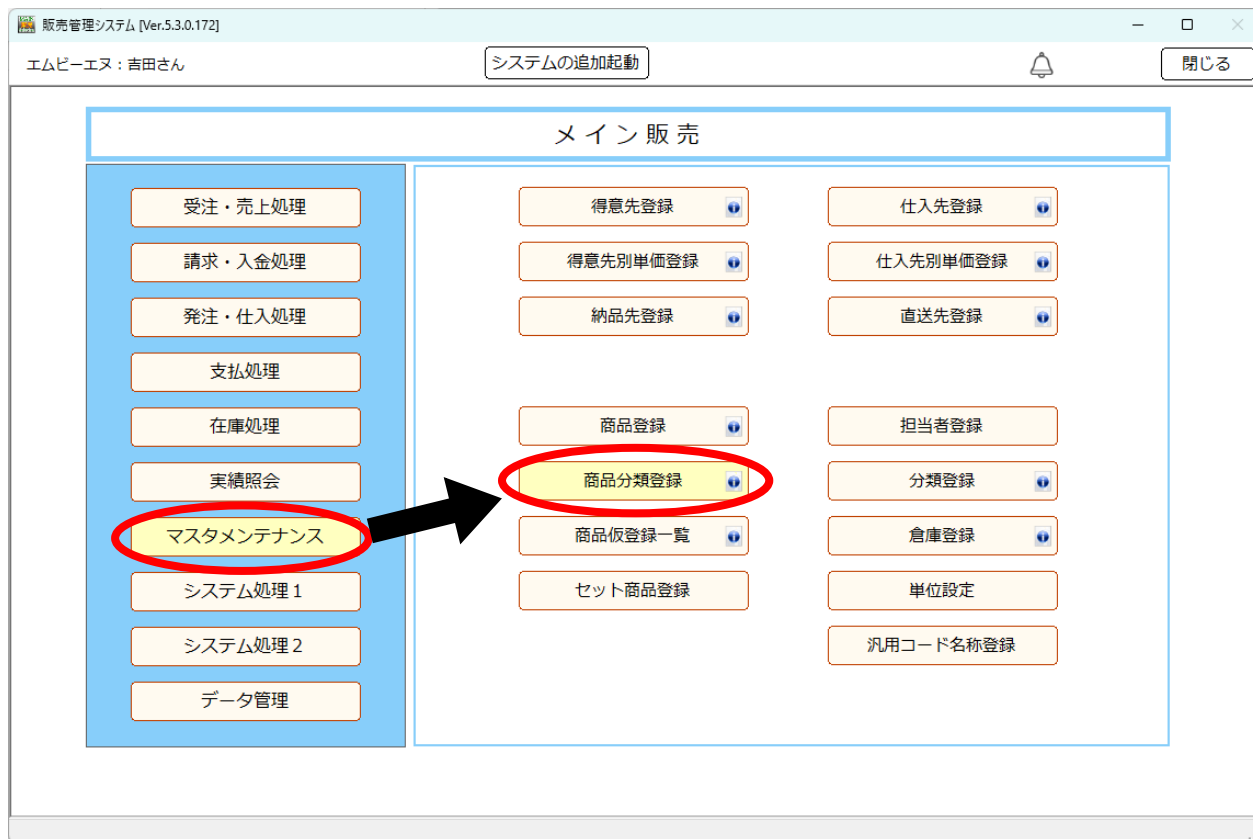 販売管理システム [Ver.5.3.0.172]
エムビーエヌ：吉田さん
システムの追加起動
閉じる
メイン販売
受注・売上処理
請求・入金処理
発注・仕入処理
支払処理
在庫処理
実績照会
マスタメンテナンス
システム処理１
システム処理２
データ管理
得意先登録
仕入先登録
得意先別単価登録
仕入先別単価登録
納品先登録
直送先登録
商品登録
担当者登録
商品分類登録
分類登録
商品仮登録一覧
倉庫登録
セット商品登録
単位設定
汎用コード名称登録